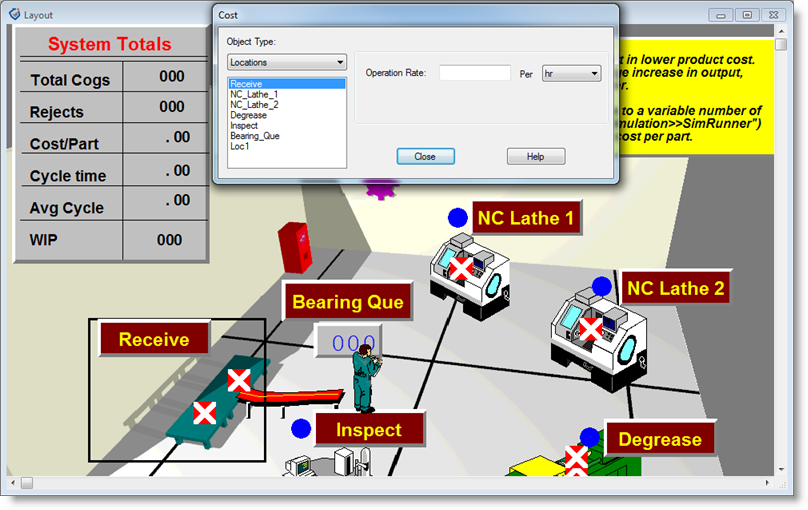 Layout
Cost
System Totals
Total Cogs 000
Rejects 000
Cost/Part . 00
Cycle time . 00
Avg Cycle . 00
WIP 000
Object Type:
Locations
Receive
NC_Lathe_1
NC_Lathe_2
Degrease
Inspect
Bearing_Que
Loc1
Operation Rate:
Per
hr
Close
Help
t in lower product cost.
e increase in output,
r.
to a variable number of
mulation>>SimRunner")
cost per part.
NC Lathe 1
NC Lathe 2
Bearing Que
000
Receive
Inspect
Degrease